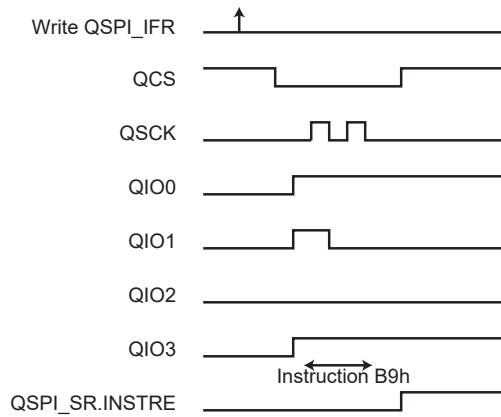 Write QSPI_IFR
QCS
QSCK
QIO0
QIO1
QIO2
QIO3
Instruction B9h
QSPI_SR.INSTRE